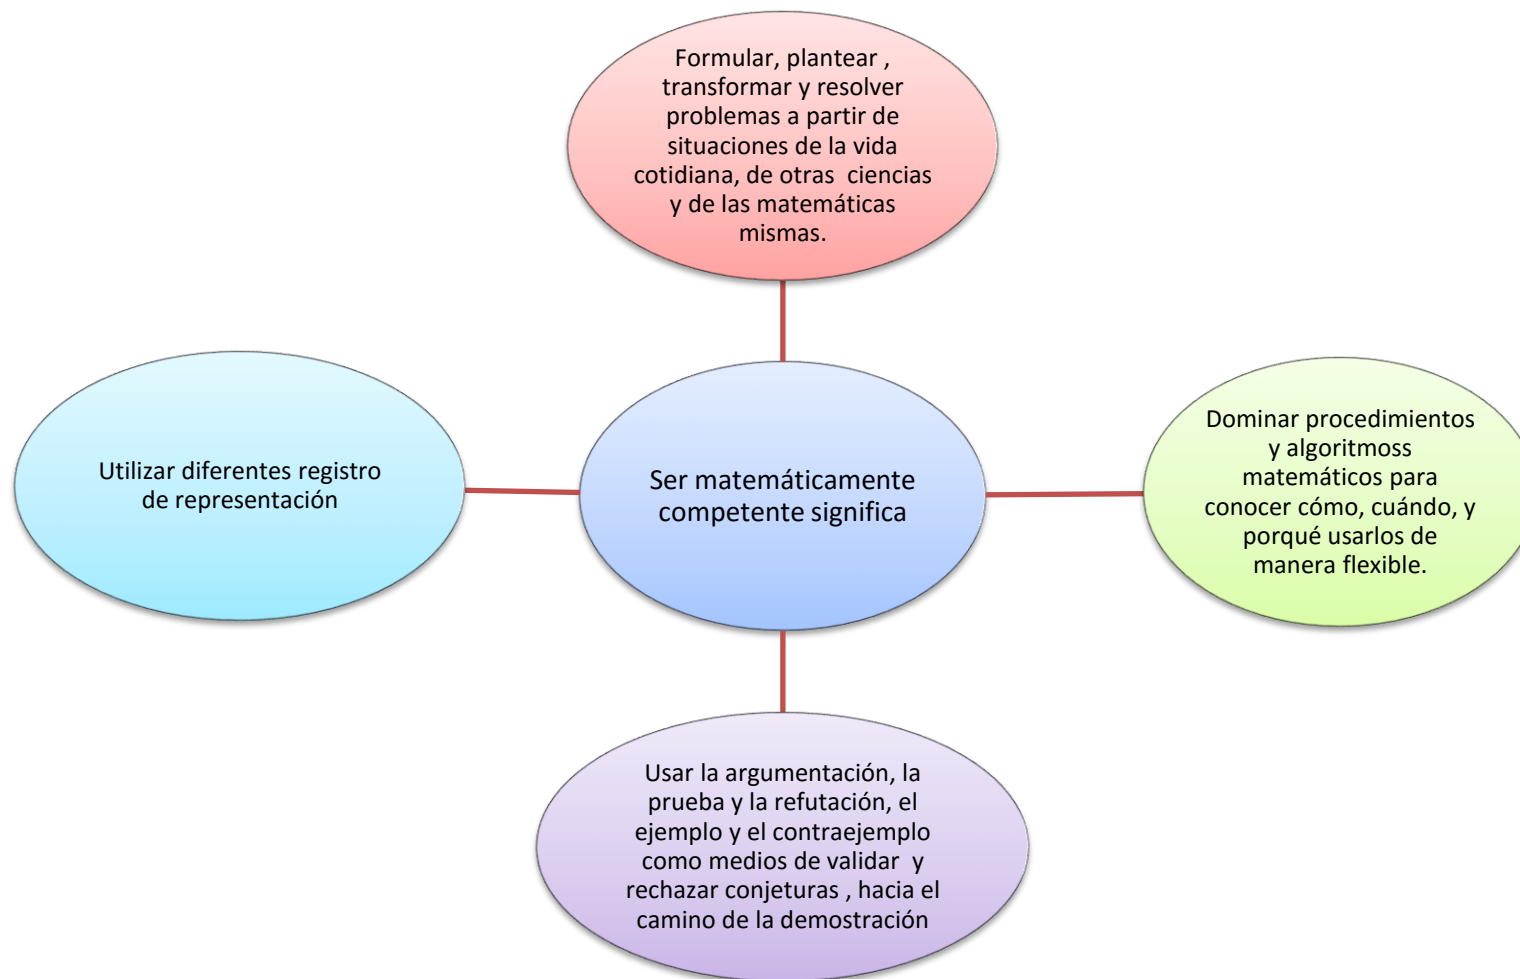 Formular, plantear ,
transformar y resolver
problemas a partir de
situaciones de la vida
cotidiana, de otras ciencias
y de las matemáticas
mismas.
Utilizar diferentes registro
de representación
Ser matemáticamente
competente significa
Dominar procedimientos
y algoritmoss
matemáticos para
conocer cómo, cuándo, y
porqué usarlos de
manera flexible.
Usar la argumentación, la
prueba y la refutación, el
ejemplo y el contraejemplo
como medios de validar y
rechazar conjeturas , hacia el
camino de la demostración